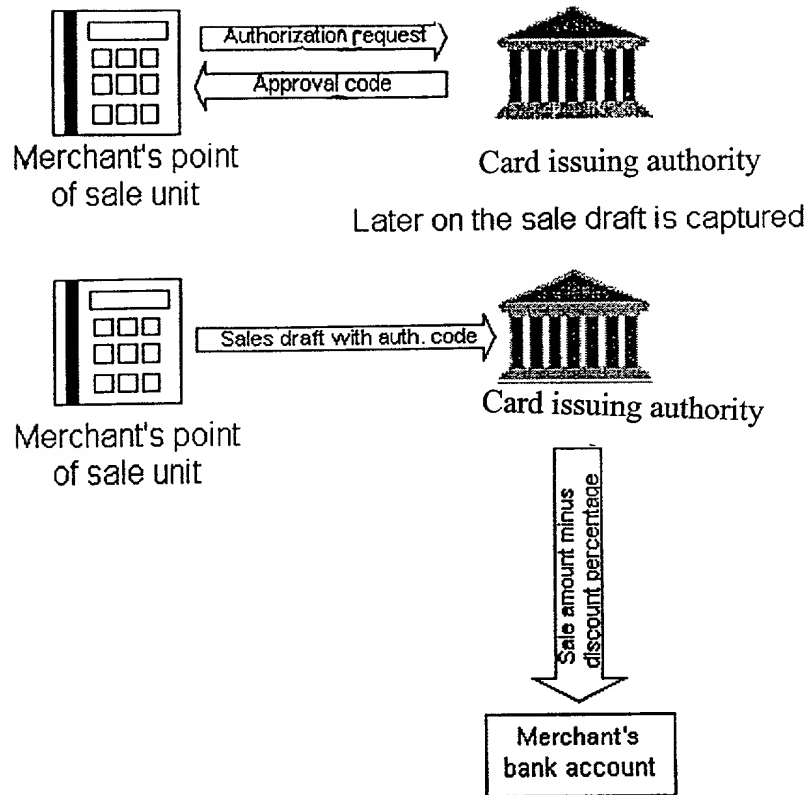 Authorization request
Approval code
Merchant's point
of sale unit
Card issuing authority
Later on the sale draft is captured
Sales draft with auth. code
Merchant's point
of sale unit
Card issuing authority
Sale amount minus
discount percentage
Merchant's
bank account